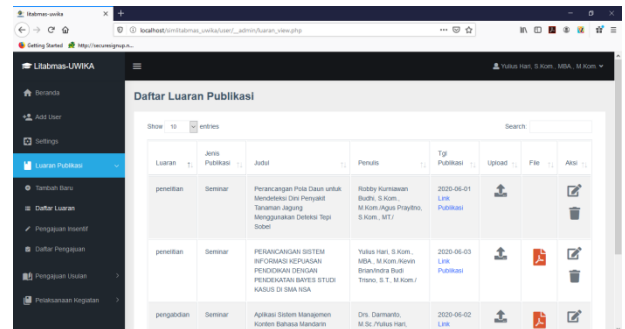 litabmas-uwika
localhost/simlitabmas_uwika/user/__admin/luaran_view.php
Getting Started http://securesignup.n...
Litabmas-UWIKA
Yulius Hari, S.Kom., MBA., M.Kom.
Beranda
Add User
Settings
Luaran Publikasi
Tambah Baru
Daftar Luaran
Pengajuan Insentif
Daftar Pengajuan
Pengajuan Usulan
Pelaksanaan Kegiatan
Daftar Luaran Publikasi
Show 10 entries
Search:
Luaran
Jenis
Publikasi
Judul
Penulis
Tgl
Publikasi
Upload
File
Aksi
penelitian
Seminar
Perancangan Pola Daun untuk
Mendeteksi Dini Penyakit
Tanaman Jagung
Menggunakan Deteksi Tepi
Sobel
Robby Kurniawan
Budhi, S.Kom.,
M.Kom./Agus Prayitno,
S.Kom., MT./
2020-06-01
Link
Publikasi
penelitian
Seminar
PERANCANGAN SISTEM
INFORMASI KEPUASAN
PENDIDIKAN DENGAN
PENDEKATAN BAYES STUDI
KASUS DI SMA NSA
Yulius Hari, S.Kom.,
MBA., M.Kom./Kevin
Brian/Indra Budi
Trisno, S.T., M.Kom./
2020-06-03
Link
Publikasi
pengabdian
Seminar
Aplikasi Sistem Manajemen
Konten Bahasa Mandarin
Drs. Darmanto,
M.Sc./Yulius Hari,
2020-06-02
Link